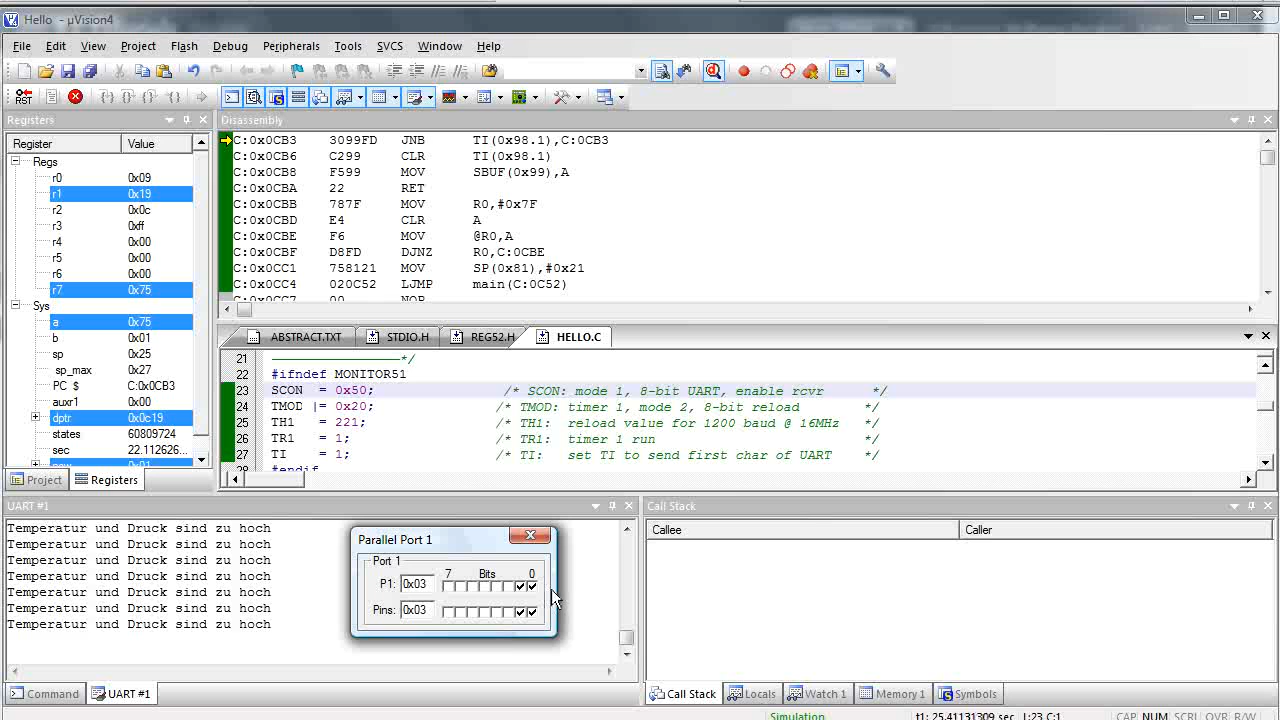 Hello - µVision4
File Edit View Project Flash Debug Peripherals Tools SVCS Window Help
RST
Registers
Register Value
Regs
r0 0x09
r1 0x19
r2 0x0c
r3 0xff
r4 0x00
r5 0x00
r6 0x00
r7 0x75
Sys
a 0x75
b 0x01
sp 0x25
sp_max 0x27
PC $ C:0x0CB3
auxr1 0x00
dptr 0x0c19
states 60809724
sec 22.112626...
psw 0x01
Project Registers
Disassembly
C:0x0CB3 3099FD JNB TI(0x98.1),C:0CB3
C:0x0CB6 C299 CLR TI(0x98.1)
C:0x0CB8 F599 MOV SBUF(0x99),A
C:0x0CBA 22 RET
C:0x0CBB 787F MOV R0,#0x7F
C:0x0CBD E4 CLR A
C:0x0CBE F6 MOV @R0,A
C:0x0CBF D8FD DJNZ R0,C:0CBE
C:0x0CC1 758121 MOV SP(0x81),#0x21
C:0x0CC4 020C52 LJMP main(C:0C52)
C:0x0CC7 00 NOP
ABSTRACT.TXT STDIO.H REG52.H HELLO.C
21 ----------------*/
22 #ifndef MONITOR51
23 SCON = 0x50; /* SCON: mode 1, 8-bit UART, enable rcvr */
24 TMOD |= 0x20; /* TMOD: timer 1, mode 2, 8-bit reload */
25 TH1 = 221; /* TH1: reload value for 1200 baud @ 16MHz */
26 TR1 = 1; /* TR1: timer 1 run */
27 TI = 1; /* TI: set TI to send first char of UART */
28 #endif
UART #1
Temperatur und Druck sind zu hoch
Temperatur und Druck sind zu hoch
Temperatur und Druck sind zu hoch
Temperatur und Druck sind zu hoch
Temperatur und Druck sind zu hoch
Temperatur und Druck sind zu hoch
Temperatur und Druck sind zu hoch
Parallel Port 1
Port 1
7 Bits 0
P1: 0x03
Pins: 0x03
Command UART #1
Call Stack
Callee Caller
Call Stack Locals Watch 1 Memory 1 Symbols
Simulation t1: 25.41131309 sec L:23 C:1 CAP NUM SCRL OVR R/W